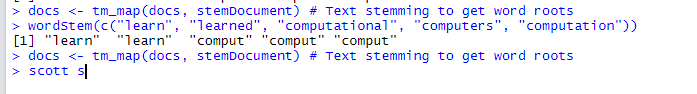 > docs <- tm_map(docs, stemDocument) # Text stemming to get word roots
> wordStem(c("learn", "learned", "computational", "computers", "computation"))
[1] "learn"  "learn"  "comput" "comput" "comput"
> docs <- tm_map(docs, stemDocument) # Text stemming to get word roots
> scott s